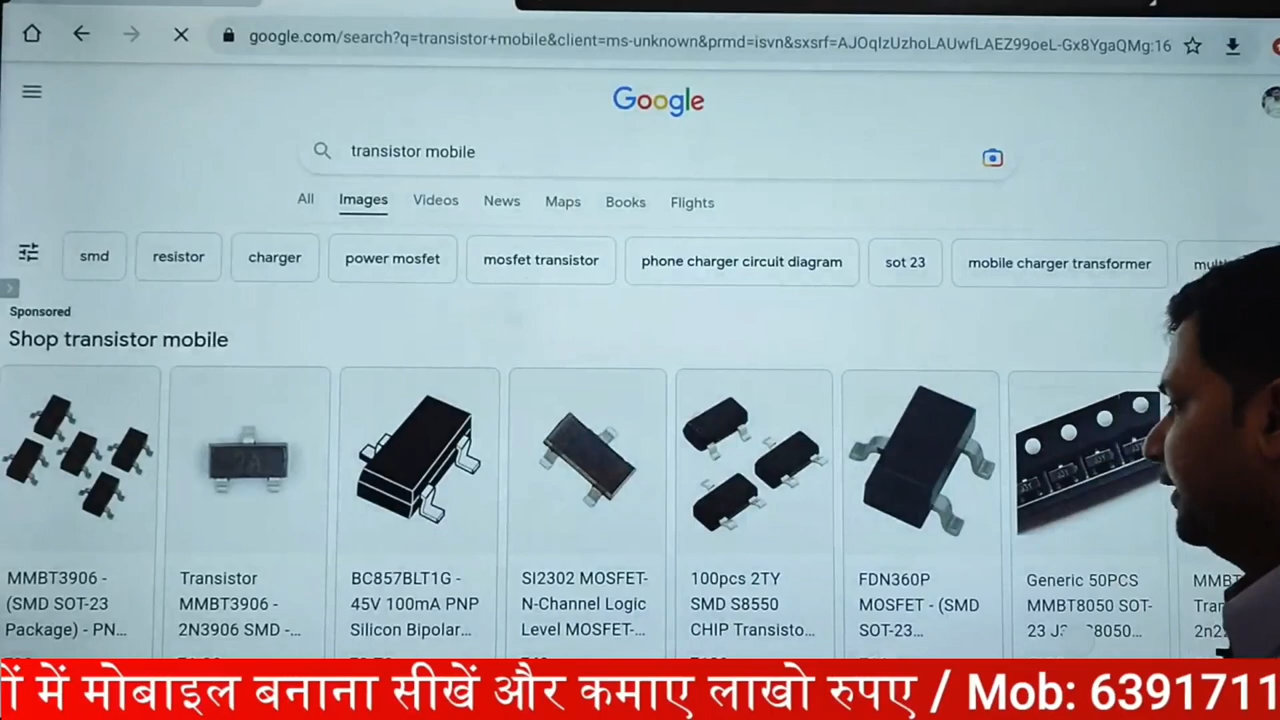 google.com/search?q=transistor+mobile&client=ms-unknown&prmd=isvn&sxsrf=AJOqIzUzhoLAUwfLAEZ99oeL-Gx8YgaQMg:16
Google
transistor mobile
All Images Videos News Maps Books Flights
smd resistor charger power mosfet mosfet transistor phone charger circuit diagram sot 23 mobile charger transformer
Sponsored
Shop transistor mobile
MMBT3906 -
(SMD SOT-23
Package) - PN...
Transistor
MMBT3906 -
2N3906 SMD -...
BC857BLT1G -
45V 100mA PNP
Silicon Bipolar...
SI2302 MOSFET-
N-Channel Logic
Level MOSFET-...
100pcs 2TY
SMD S8550
CHIP Transisto...
FDN360P
MOSFET - (SMD
SOT-23...
Generic 50PCS
MMBT8050 SOT-
23 8050...
MMBT
में मोबाइल बनाना सीखें और कमाए लाखो रुपए / Mob: 6391711